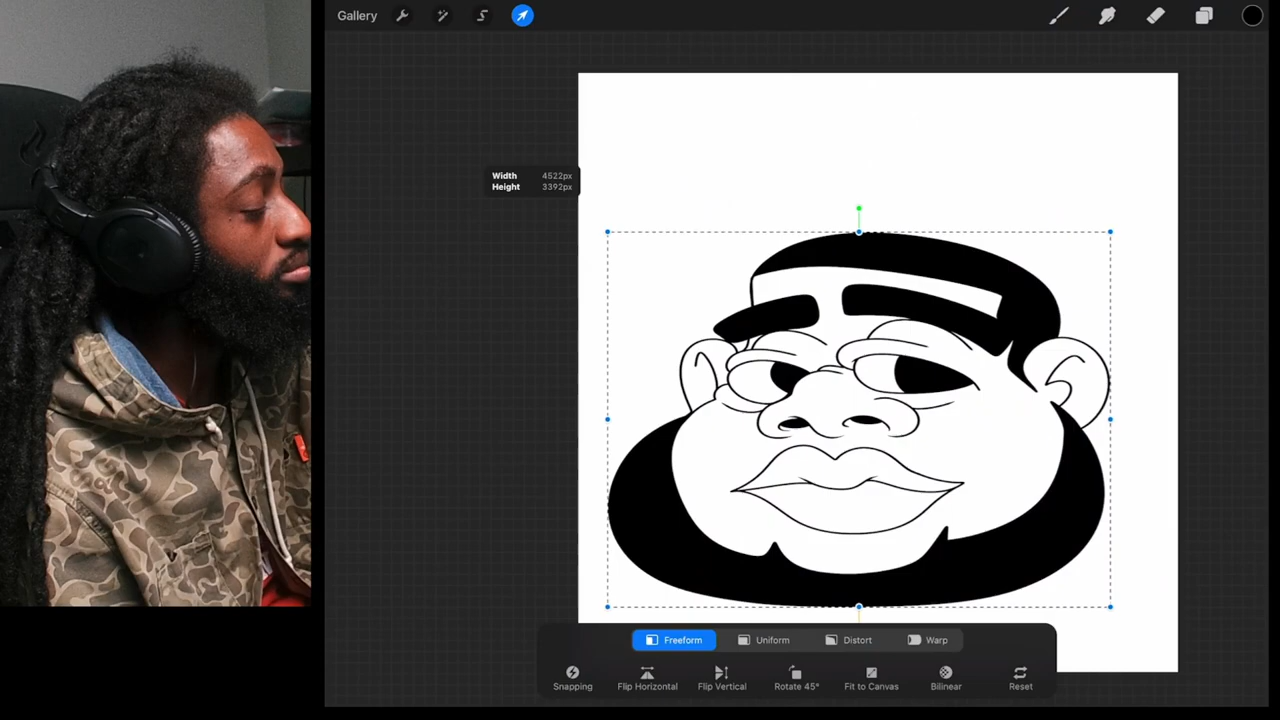 Gallery
Width 4522px
Height 3392px
Freeform Uniform Distort Warp
Snapping Flip Horizontal Flip Vertical Rotate 45° Fit to Canvas Bilinear Reset